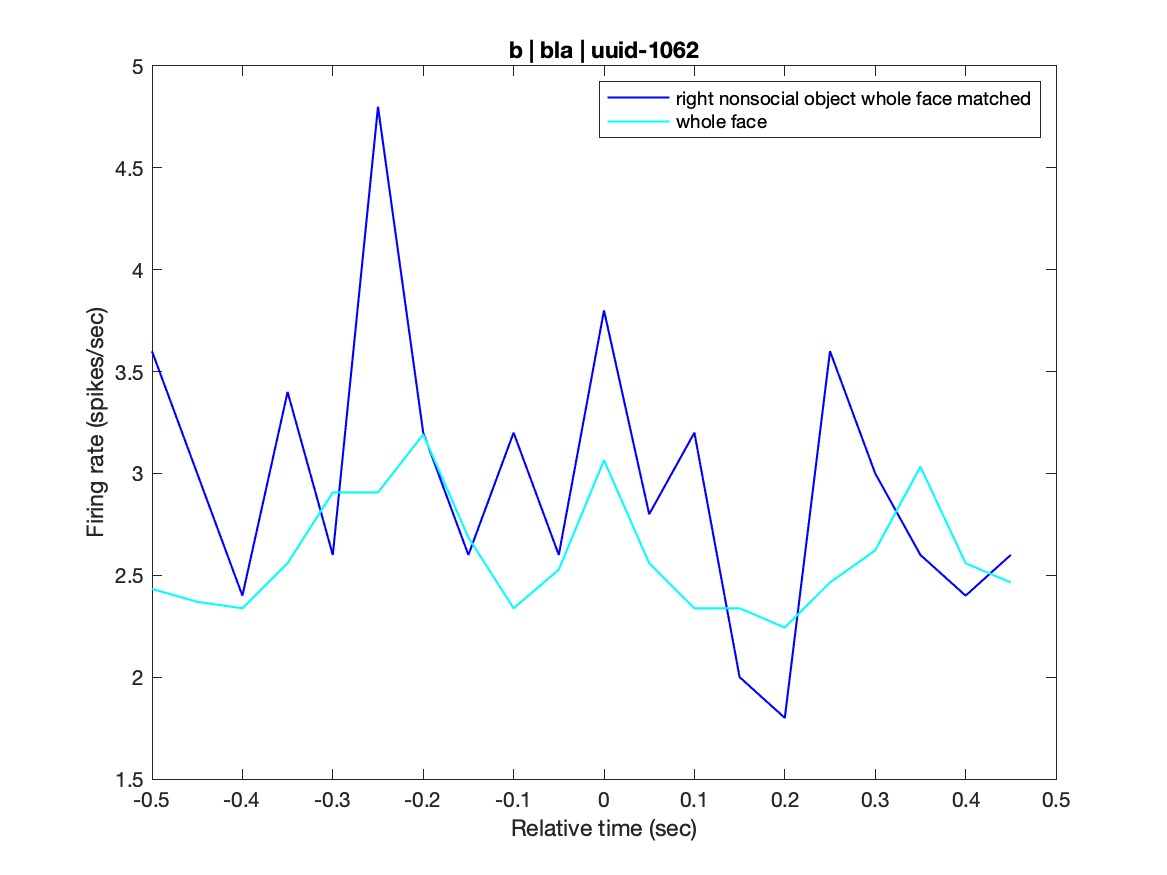 b | bla | uuid-1062
right nonsocial object whole face matched
whole face
5
4.5
4
3.5
3
2.5
2
1.5
Firing rate (spikes/sec)
-0.5 -0.4 -0.3 -0.2 -0.1 0 0.1 0.2 0.3 0.4 0.5
Relative time (sec)